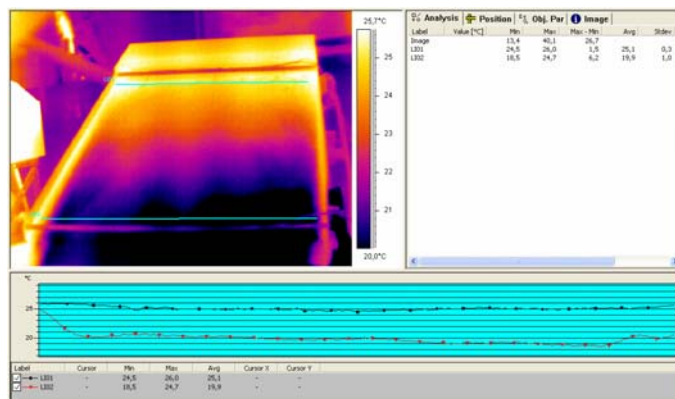 25,7°C
25
24
23
22
21
20,0°C
Analysis Position Obj. Par Image
Label Value [°C] Min Max Max - Min Avg Stdev
Image 13,4 40,1 26,7
LI01 24,5 26,0 1,5 25,1 0,3
LI02 18,5 24,7 6,2 19,9 1,0
°C
25
20
Label Cursor Min Max Avg Cursor X Cursor Y
LI01 - 24,5 26,0 25,1 - -
LI02 - 18,5 24,7 19,9 - -